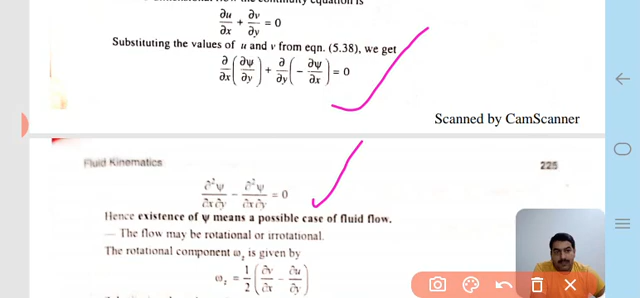 ∂u/∂x + ∂v/∂y = 0
Substituting the values of u and v from eqn. (5.38), we get
∂/∂x (∂ψ/∂y) + ∂/∂y (− ∂ψ/∂x) = 0
Scanned by CamScanner
Fluid Kinematics
225
∂²ψ/∂x∂y − ∂²ψ/∂x∂y = 0
Hence existence of ψ means a possible case of fluid flow.
— The flow may be rotational or irrotational.
The rotational component ω_z is given by
ω_z = 1/2 (∂v/∂x − ∂u/∂y)